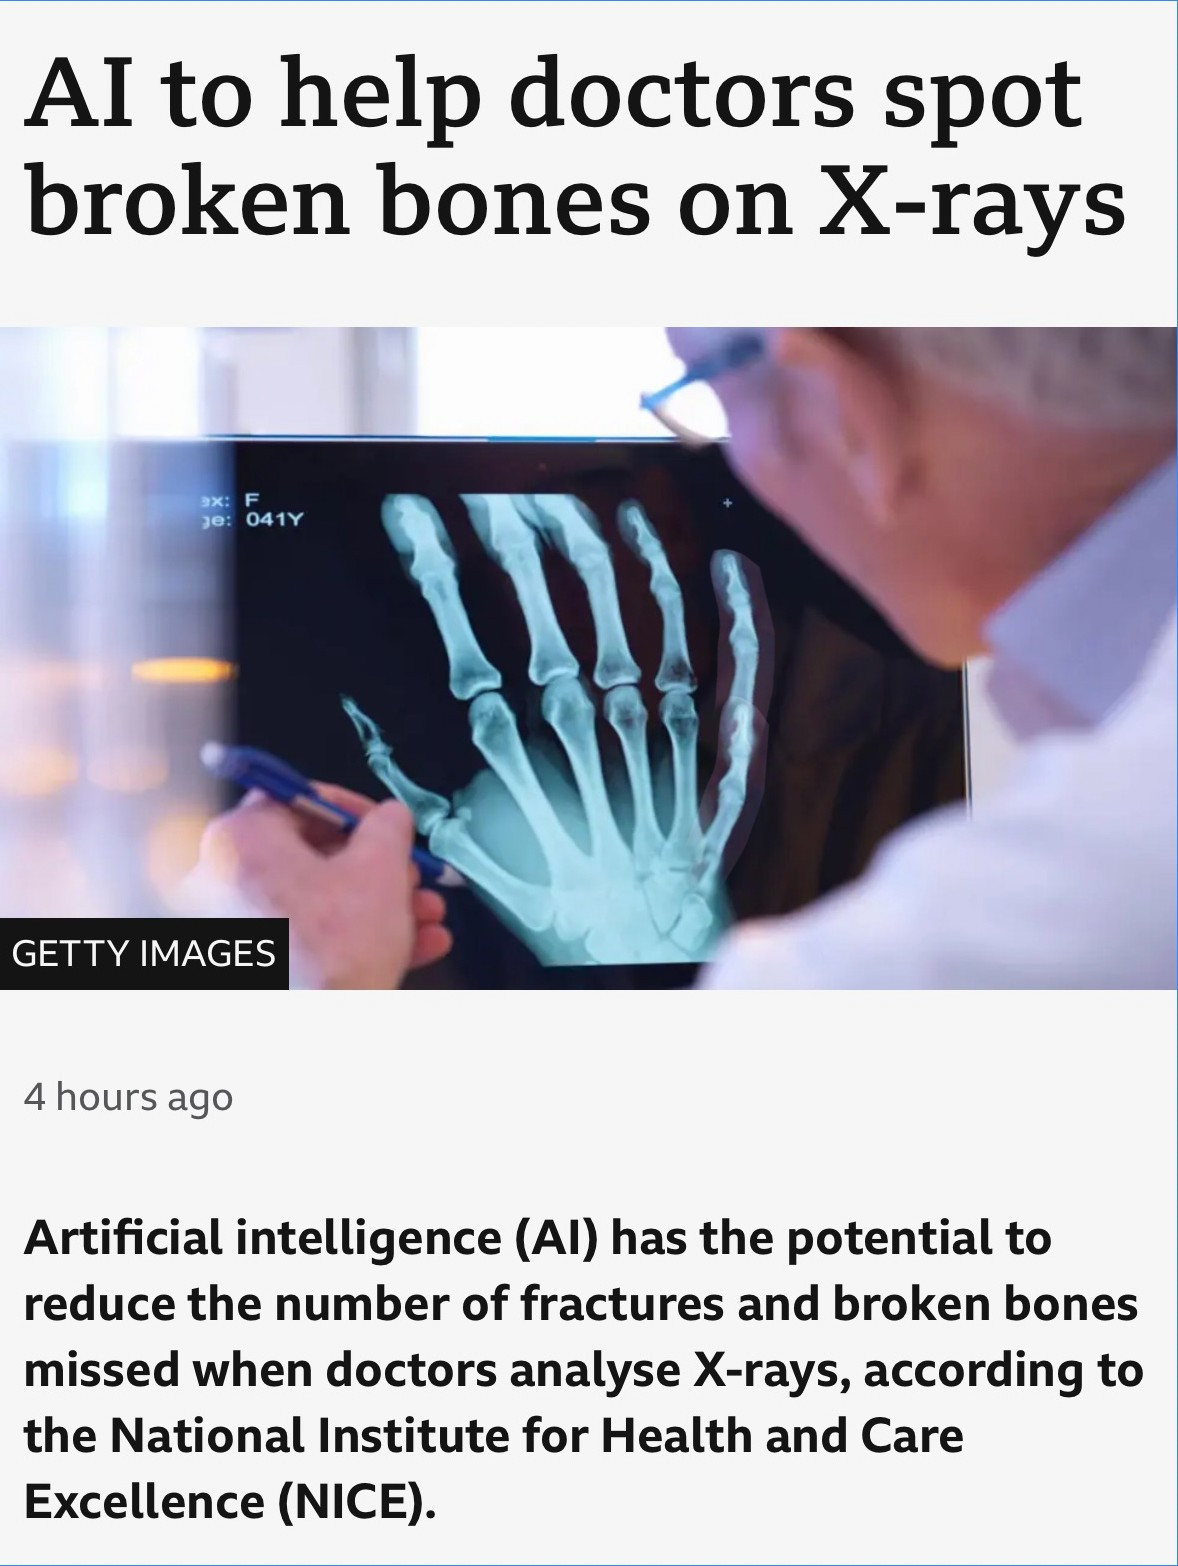 AI to help doctors spot
broken bones on X-rays
ex: F
ge: 041Y
GETTY IMAGES
4 hours ago
Artificial intelligence (AI) has the potential to
reduce the number of fractures and broken bones
missed when doctors analyse X-rays, according to
the National Institute for Health and Care
Excellence (NICE).